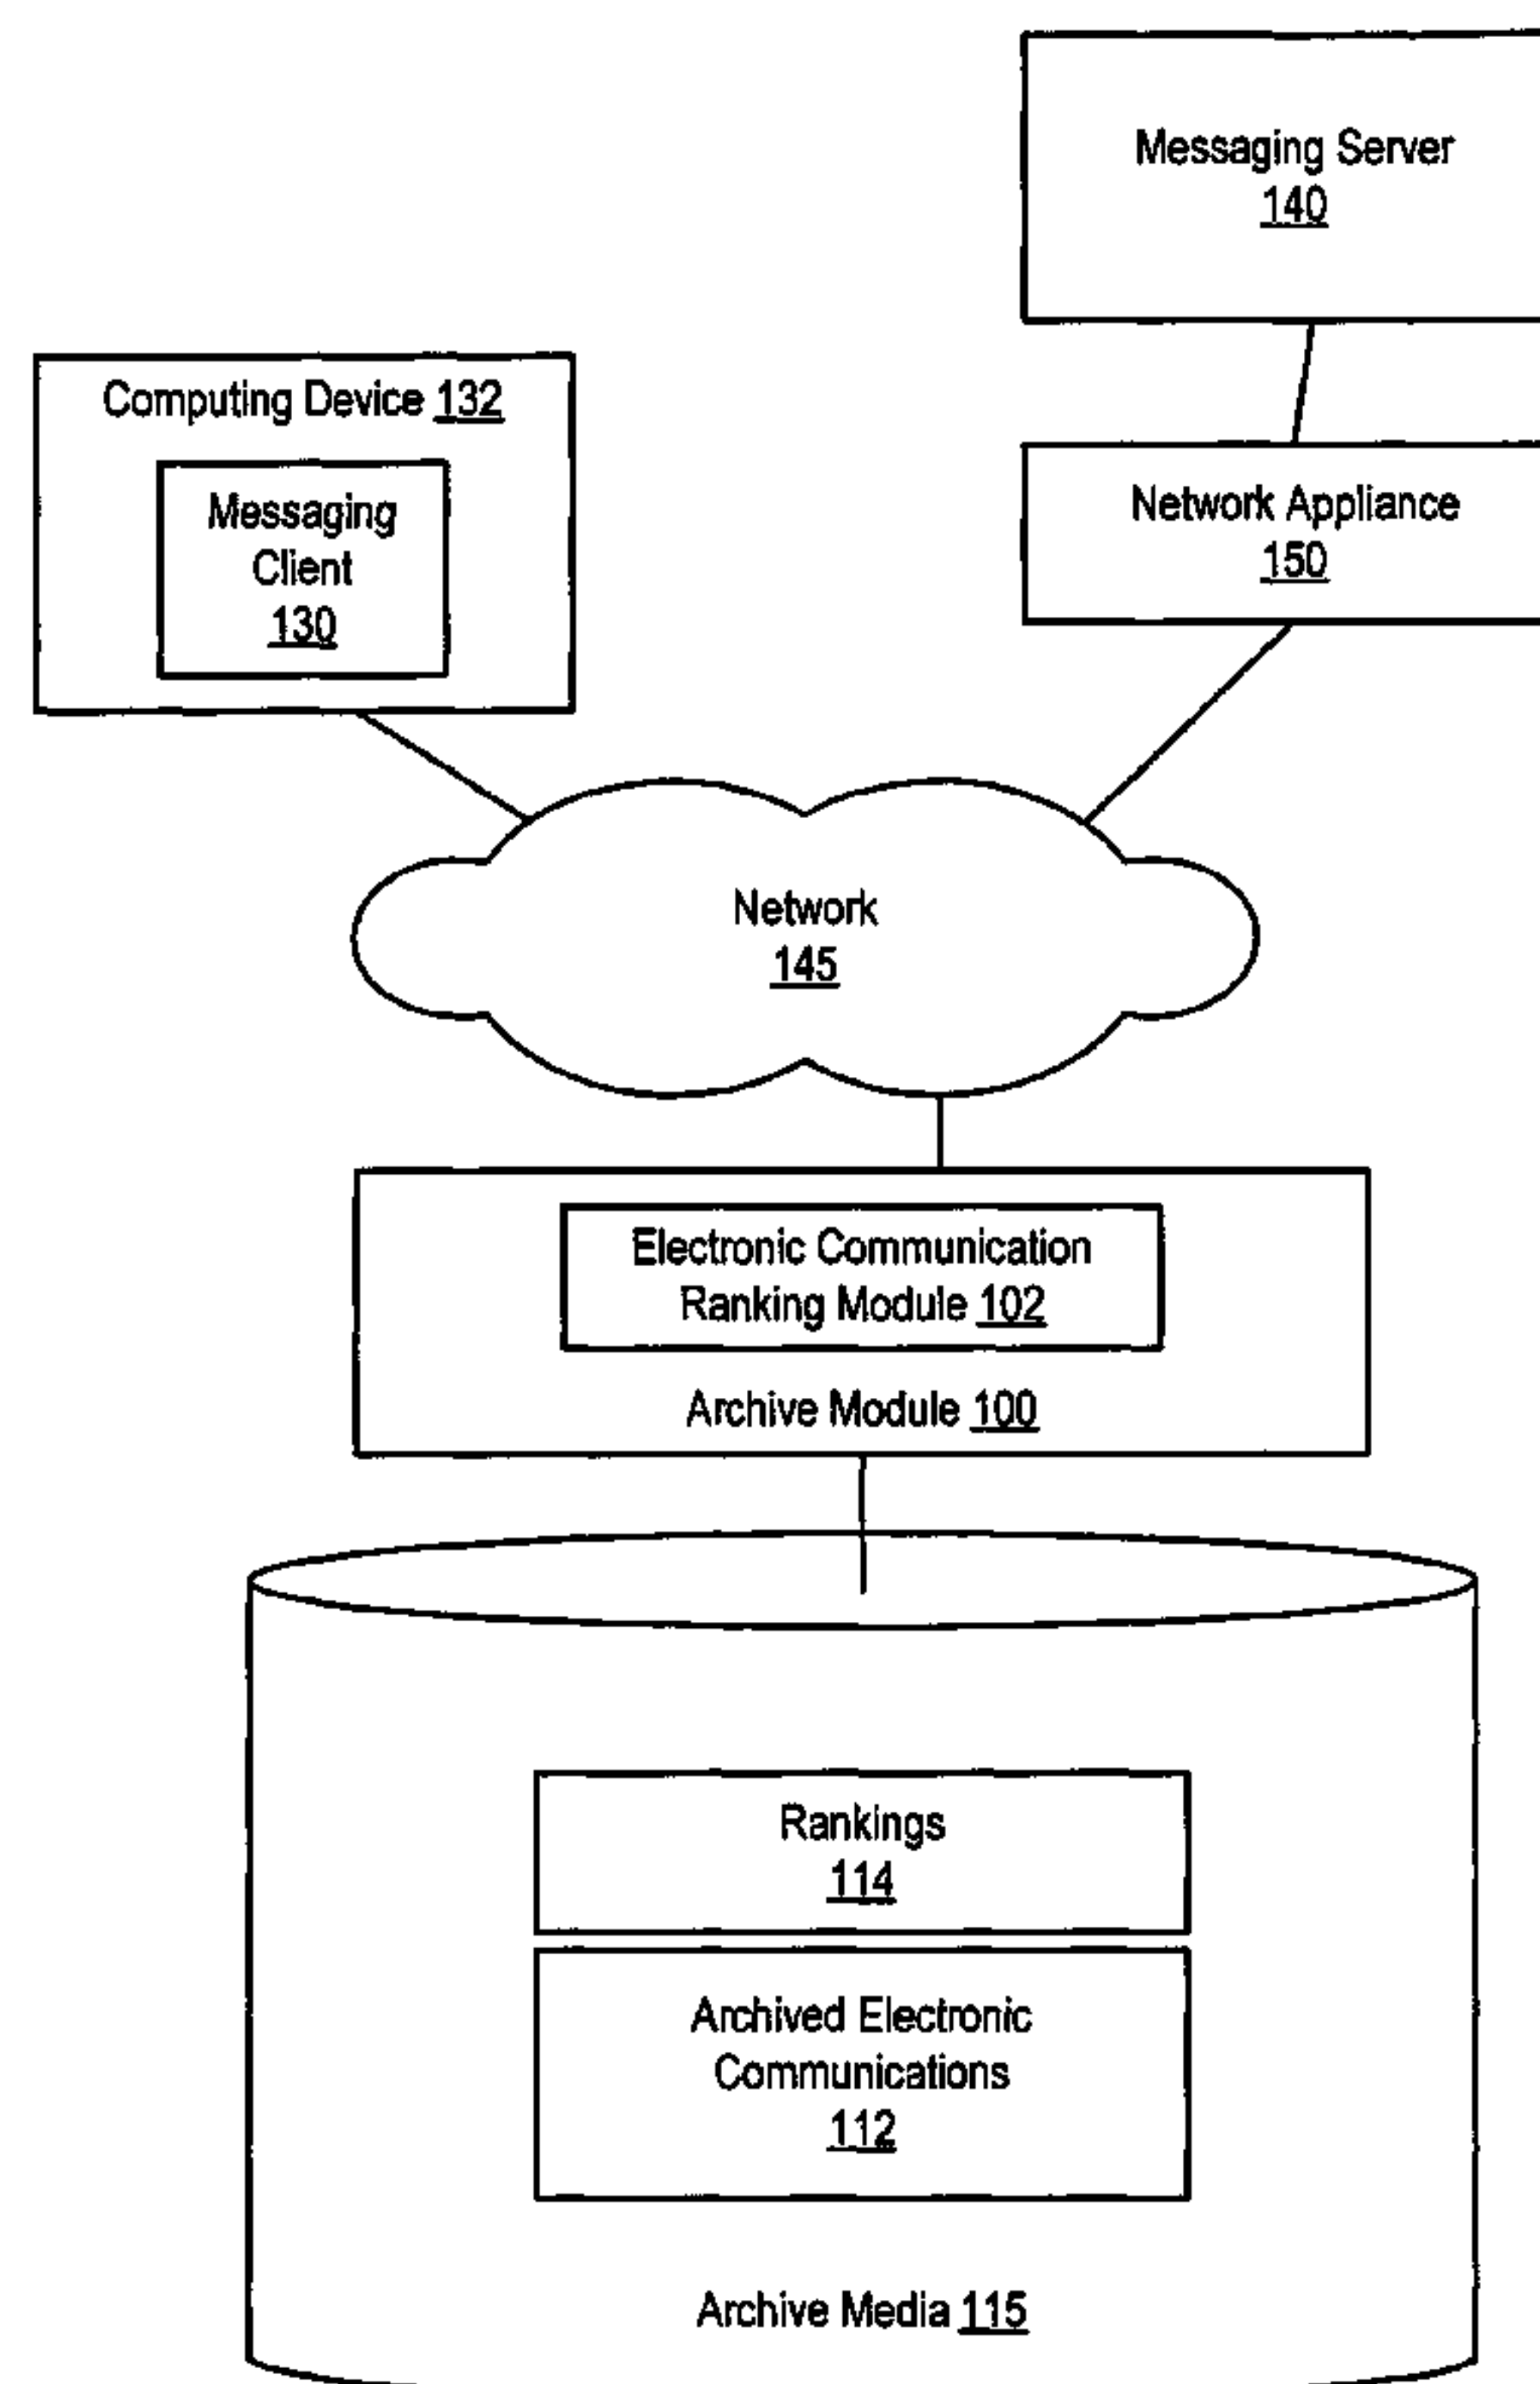 Messaging Server
140
Computing Device 132
Messaging
Client
130
Network Appliance
150
Network
145
Electronic Communication
Ranking Module 102
Archive Module 100
Rankings
114
Archived Electronic
Communications
112
Archive Media 115